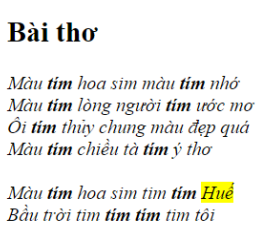 Bài thơ
Màu tím hoa sim màu tím nhớ
Màu tím lòng người tím ước mơ
Ôi tím thủy chung màu đẹp quá
Màu tím chiều tà tím ý thơ
Màu tím hoa sim tim tím Huế
Bầu trời tim tím tím tim tôi